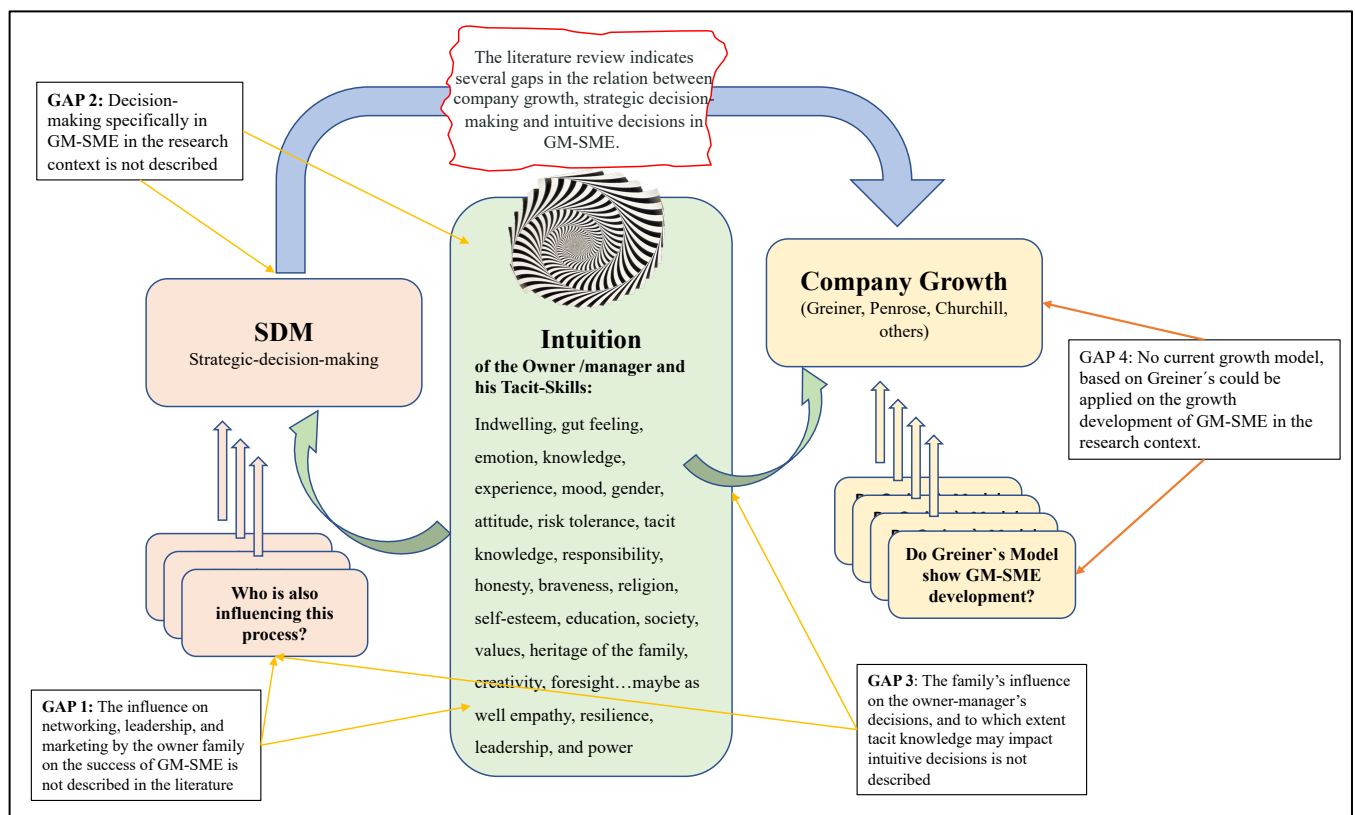 The literature review indicates
several gaps in the relation between
company growth, strategic decision-
making and intuitive decisions in
GM-SME.
GAP 2: Decision-
making specifically in
GM-SME in the research
context is not described
SDM
Strategic-decision-making
Intuition
of the Owner /manager and
his Tacit-Skills:
Indwelling, gut feeling,
emotion, knowledge,
experience, mood, gender,
attitude, risk tolerance, tacit
knowledge, responsibility,
honesty, braveness, religion,
self-esteem, education, society,
values, heritage of the family,
creativity, foresight…maybe as
well empathy, resilience,
leadership, and power
Company Growth
(Greiner, Penrose, Churchill,
others)
GAP 4: No current growth model,
based on Greiner´s could be
applied on the growth
development of GM-SME in the
research context.
Do Greiner`s Model
show GM-SME
development?
Who is also
influencing this
process?
GAP 1: The influence on
networking, leadership, and
marketing by the owner family
on the success of GM-SME is
not described in the literature
GAP 3: The family’s influence
on the owner-manager’s
decisions, and to which extent
tacit knowledge may impact
intuitive decisions is not
described